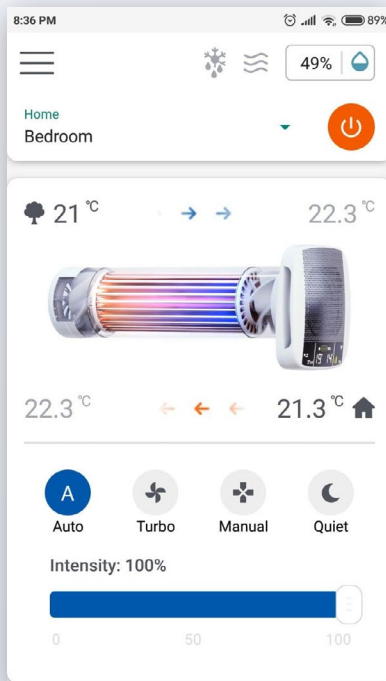 8:36 PM
89%
49%
Home
Bedroom
21 °C
22.3 °C
22.3 °C
21.3 °C
A
Auto
Turbo
Manual
Quiet
Intensity: 100%
0
50
100